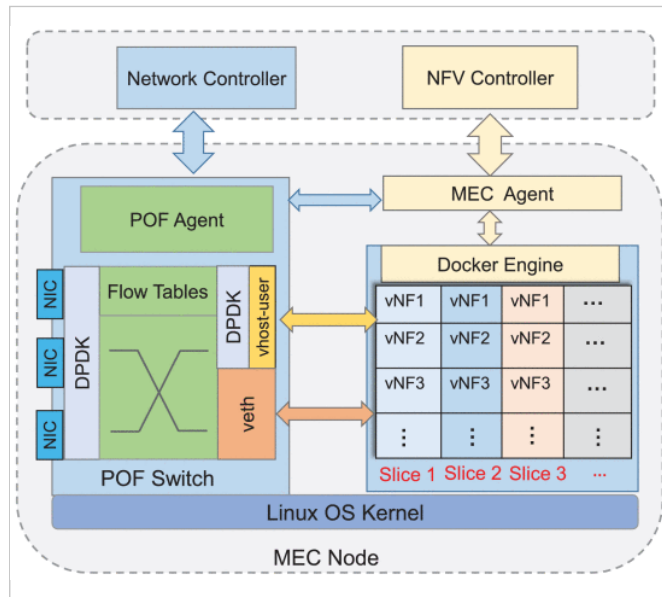 Network Controller
NFV Controller
POF Agent
MEC Agent
Docker Engine
NIC
NIC
NIC
DPDK
Flow Tables
DPDK
vhost-user
veth
vNF1 vNF1 vNF1 ...
vNF2 vNF2 vNF2 ...
vNF3 vNF3 vNF3 ...
⋮ ⋮ ⋮ ⋮
Slice 1 Slice 2 Slice 3 ...
POF Switch
Linux OS Kernel
MEC Node